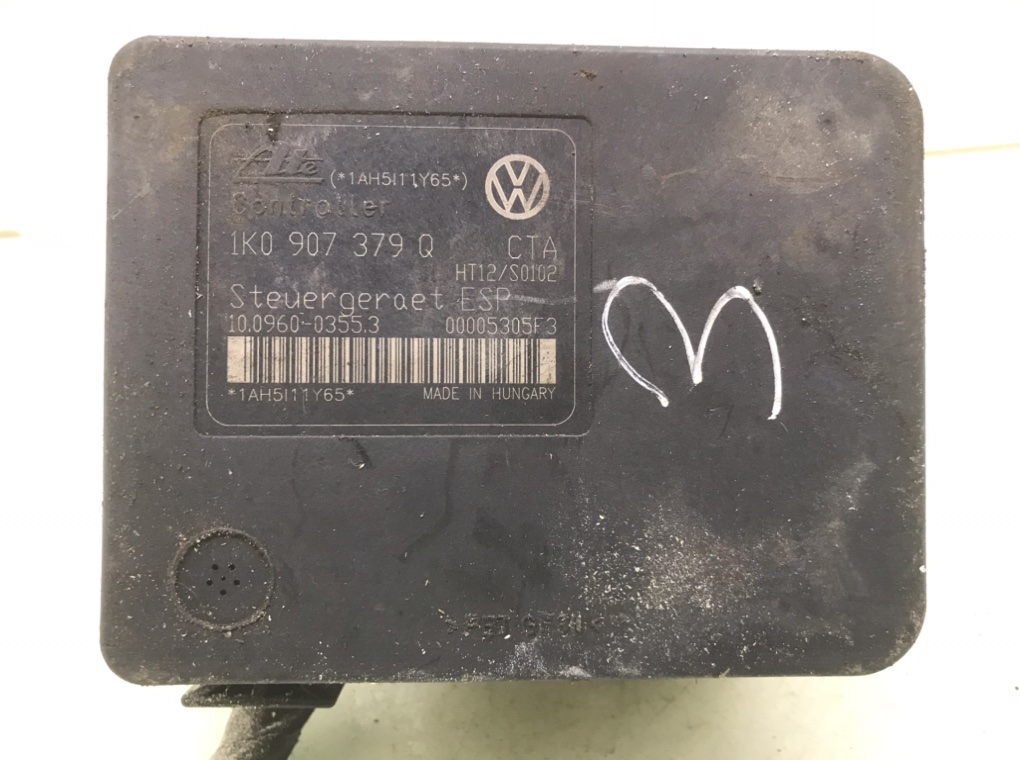 Ate (*1AH5I11Y65*)
Controller
1K0 907 379 Q CTA
HT12/S0102
Steuergeraet ESP
10.0960-0355.3 00005305F3
*1AH5I11Y65* MADE IN HUNGARY